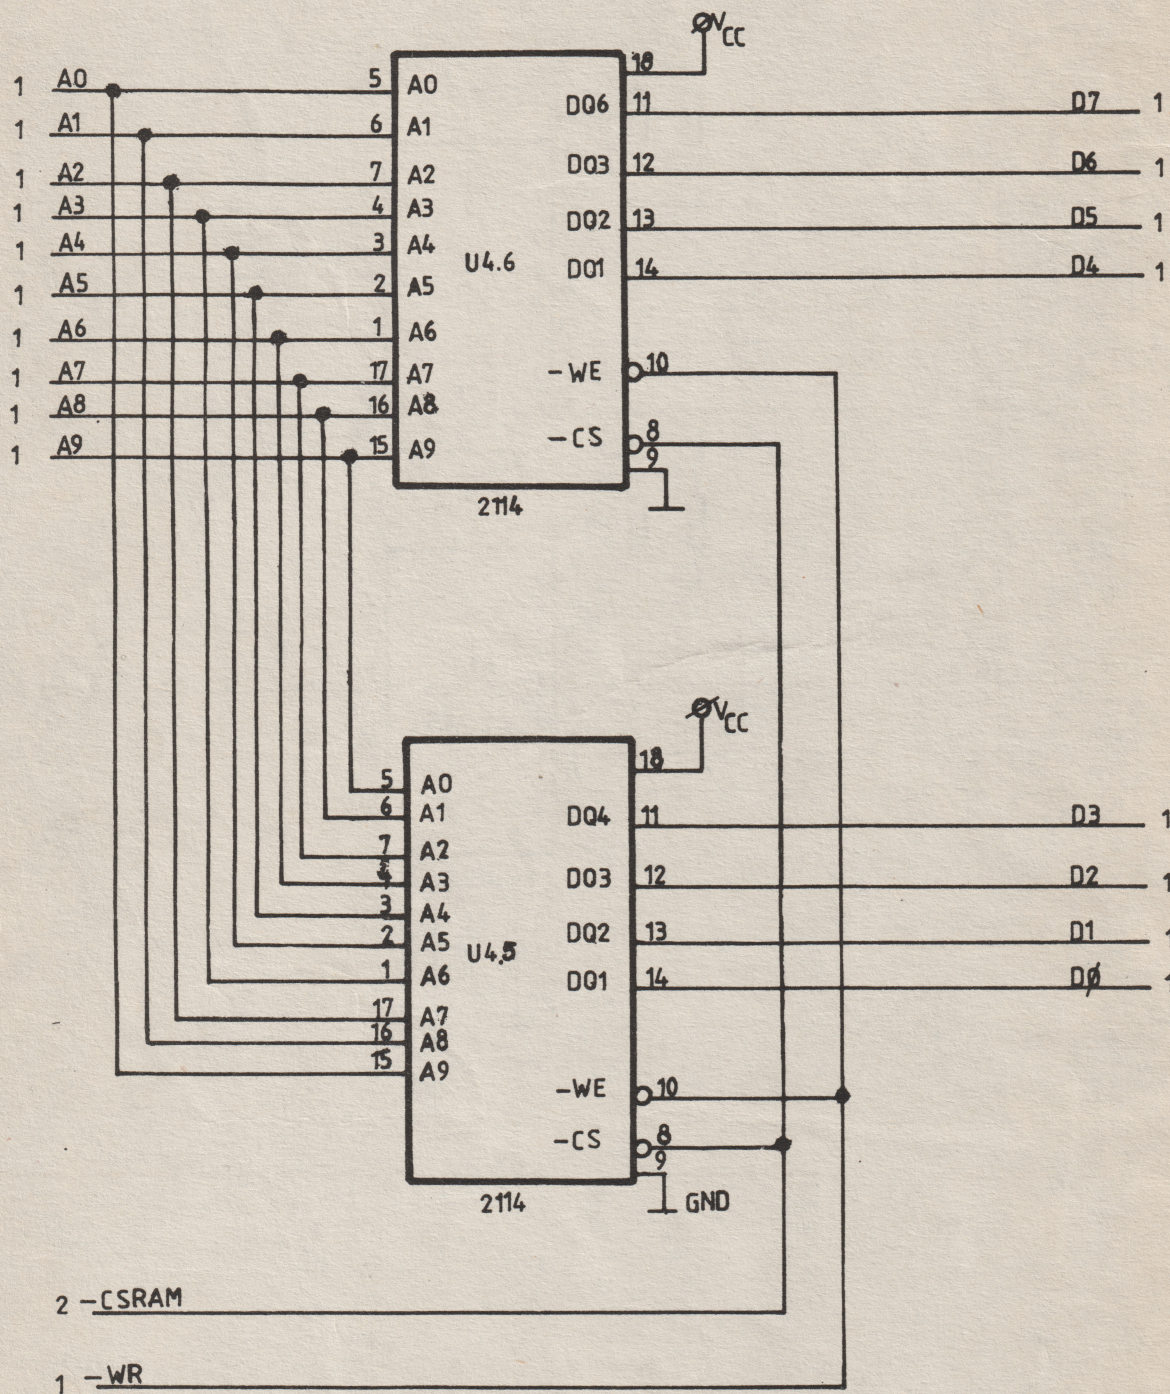 VCC
18
1 A0 5 A0
DQ6 11 D7 1
1 A1 6 A1
DQ3 12 D6 1
1 A2 7 A2
1 A3 4 A3
DQ2 13 D5 1
1 A4 3 A4
U4.6
DQ1 14 D4 1
1 A5 2 A5
1 A6 1 A6
1 A7 17 A7
-WE 10
1 A8 16 A8
-CS 8
1 A9 15 A9
9
2114
VCC
18
5 A0
6 A1
DQ4 11 D3 1
7 A2
4 A3
DQ3 12 D2 1
3 A4
2 A5
U4.5
DQ2 13 D1 1
1 A6
DQ1 14 DØ 1
17 A7
16 A8
15 A9
-WE 10
-CS 8
9
2114
GND
2 -CSRAM
1 -WR